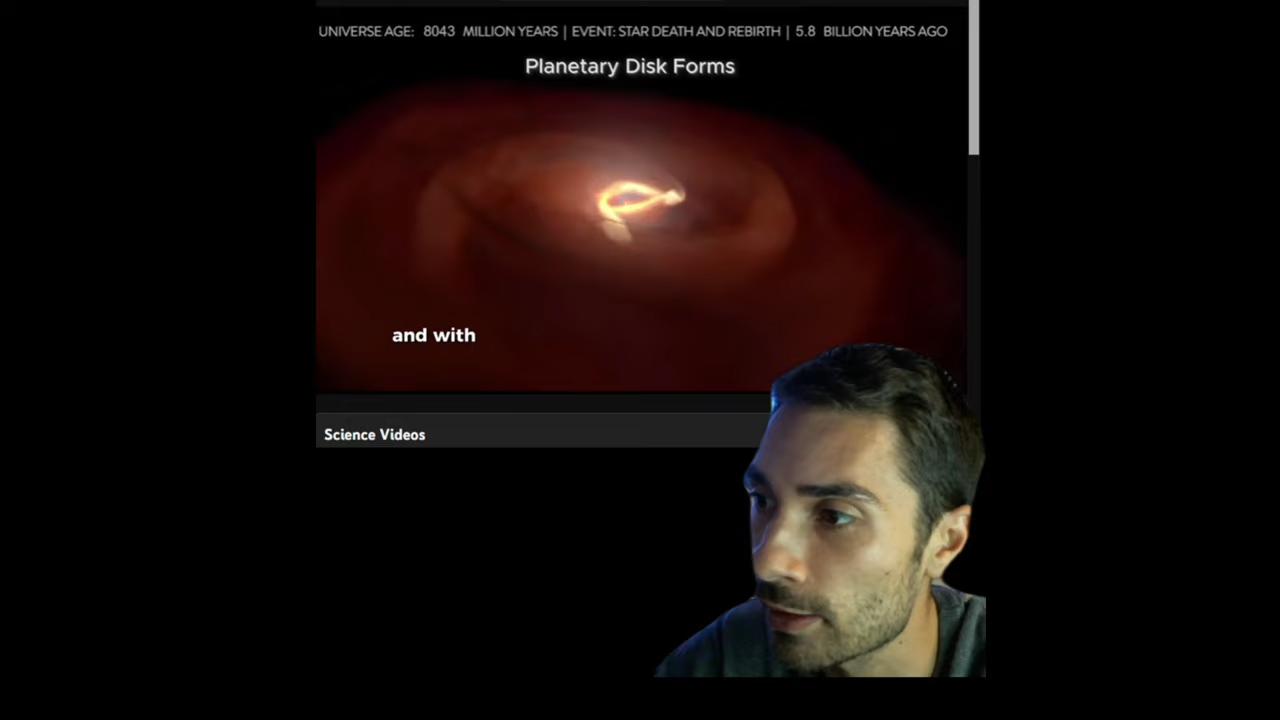 UNIVERSE AGE: 8043 MILLION YEARS | EVENT: STAR DEATH AND REBIRTH | 5.8 BILLION YEARS AGO
Planetary Disk Forms
and with
Science Videos